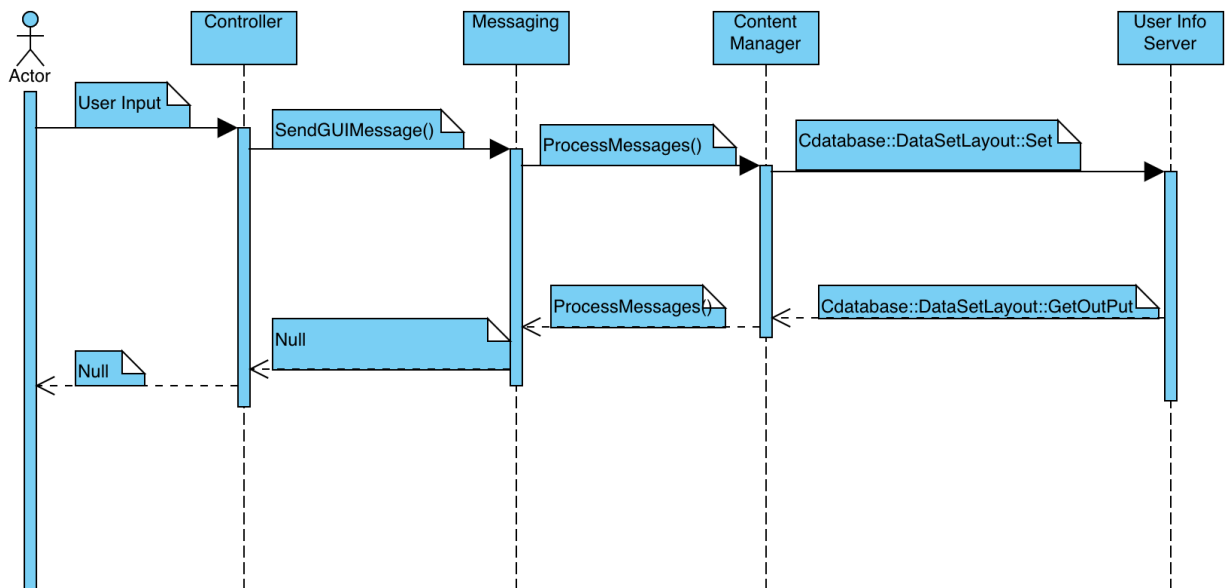 Controller
Messaging
Content
Manager
User Info
Server
Actor
User Input
SendGUIMessage()
ProcessMessages()
Cdatabase::DataSetLayout::Set
ProcessMessages()
Cdatabase::DataSetLayout::GetOutPut
Null
Null